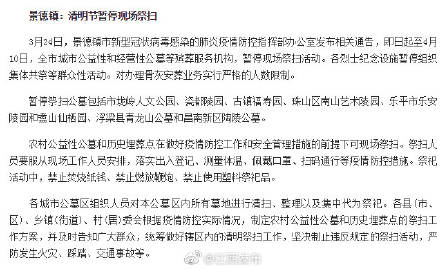 景德镇：清明节暂停现场祭扫
3月24日，景德镇市新型冠状病毒感染的肺炎疫情防控指挥部办公室发布相关通告，即日起至4月
10日，全市城市公益性和经营性公墓等殡葬服务机构，暂停现场祭扫活动。各烈士纪念设施暂停组织
集体共祭等群众性活动。对办理骨灰安葬业务实行严格的人数限制。
暂停祭扫公墓包括市拢岭人文公园、瓷都陵园、古镇福寿园、珠山区南山艺术陵园、乐平市乐安
陵园和翥山仙栖园、浮梁县青龙山公墓和昌南新区陶陵公墓。
农村公益性公墓和历史埋葬点在做好疫情防控工作和安全管理措施的前提下可现场祭扫。祭扫人
员要服从现场工作人员安排，落实出入登记、测量体温、佩戴口罩、扫码通行等疫情防控措施。祭祀
活动中，禁止焚烧纸钱、禁止燃放鞭炮、禁止使用塑料祭祀品。
各城市公墓区组织人员对本公墓区内所有墓地进行清扫、整理以及集中代为祭祀。各县（市、
区）、乡镇（街道）、村（居）委会根据疫情防控实际情况，制定农村公益性公墓和历史埋葬点的祭扫工
作方案，并及时告知广大群众，统筹做好辖区内的清明祭扫工作，坚决制止违反规定的祭扫活动，严
防发生火灾、踩踏、交通事故等。
@江西发布